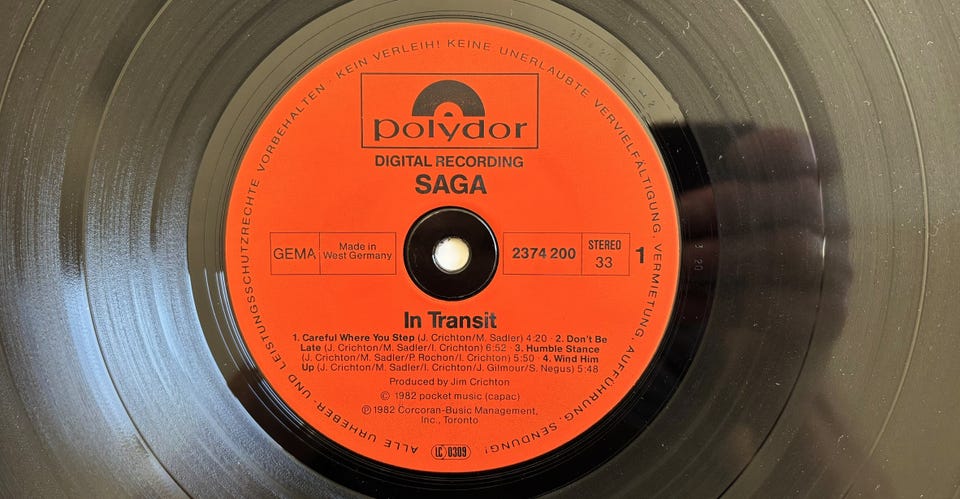 ALLE URHEBER- UND LEISTUNGSSCHUTZRECHTE VORBEHALTEN · KEIN VERLEIH! KEINE UNERLAUBTE VERVIELFÄLTIGUNG, VERMIETUNG, AUFFÜHRUNG, SENDUNG!
polydor
DIGITAL RECORDING
SAGA
GEMA
Made in
West Germany
2374 200
STEREO
33
1
In Transit
1. Careful Where You Step (J. Crichton/M. Sadler) 4:20 · 2. Don't Be
Late (J. Crichton/M. Sadler/I. Crichton) 6:52 · 3. Humble Stance
(J. Crichton/M. Sadler/P. Rochon/I. Crichton) 5:50 · 4. Wind Him
Up (J. Crichton/M. Sadler/I. Crichton/J. Gilmour/S. Negus) 5:48
Produced by Jim Crichton
© 1982 pocket music (capac)
℗ 1982 Corcoran-Busic Management,
Inc., Toronto
LC 0309